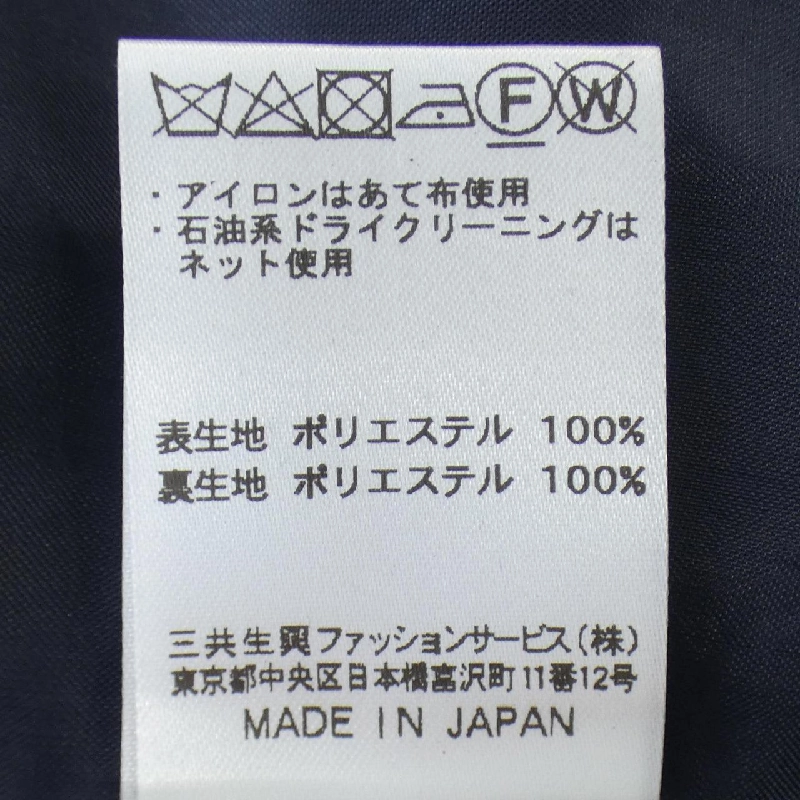 F W
・アイロンはあて布使用
・石油系ドライクリーニングは
ネット使用
表生地 ポリエステル 100%
裏生地 ポリエステル 100%
三共生興ファッションサービス(株)
東京都中央区日本橋富沢町11番12号
MADE IN JAPAN